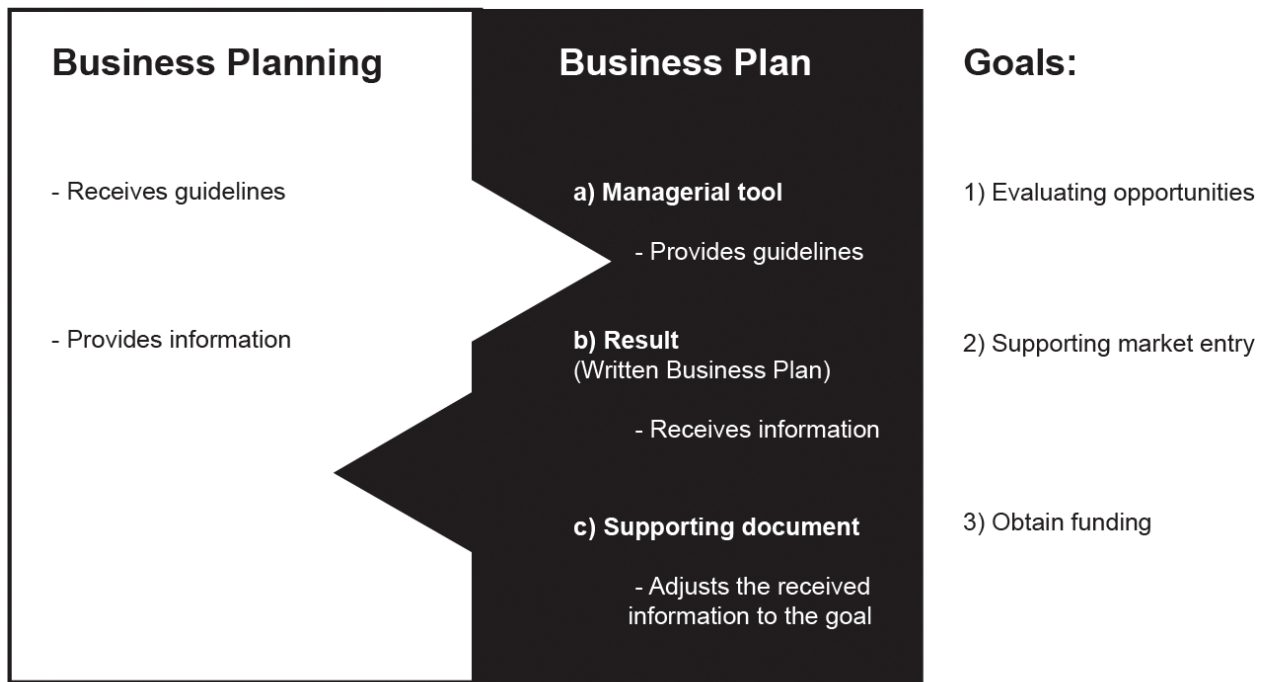 Business Planning
- Receives guidelines
- Provides information
Business Plan
a) Managerial tool
- Provides guidelines
b) Result
(Written Business Plan)
- Receives information
c) Supporting document
- Adjusts the received
information to the goal
Goals:
1) Evaluating opportunities
2) Supporting market entry
3) Obtain funding